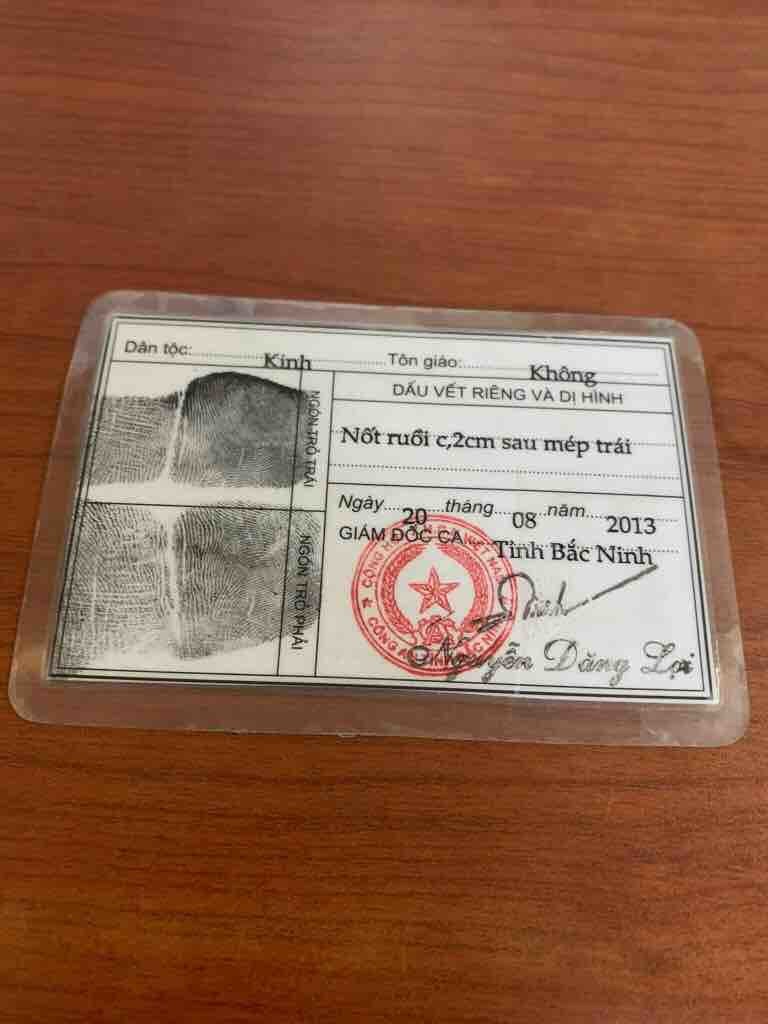 Dân tộc: Kinh Tôn giáo: Không
NGÓN TRỎ TRÁI
NGÓN TRỎ PHẢI
DẤU VẾT RIÊNG VÀ DỊ HÌNH
Nốt ruồi c,2cm sau mép trái
Ngày 20 tháng 08 năm 2013
GIÁM ĐỐC CA Tỉnh Bắc Ninh
Nguyễn Đăng Lợi